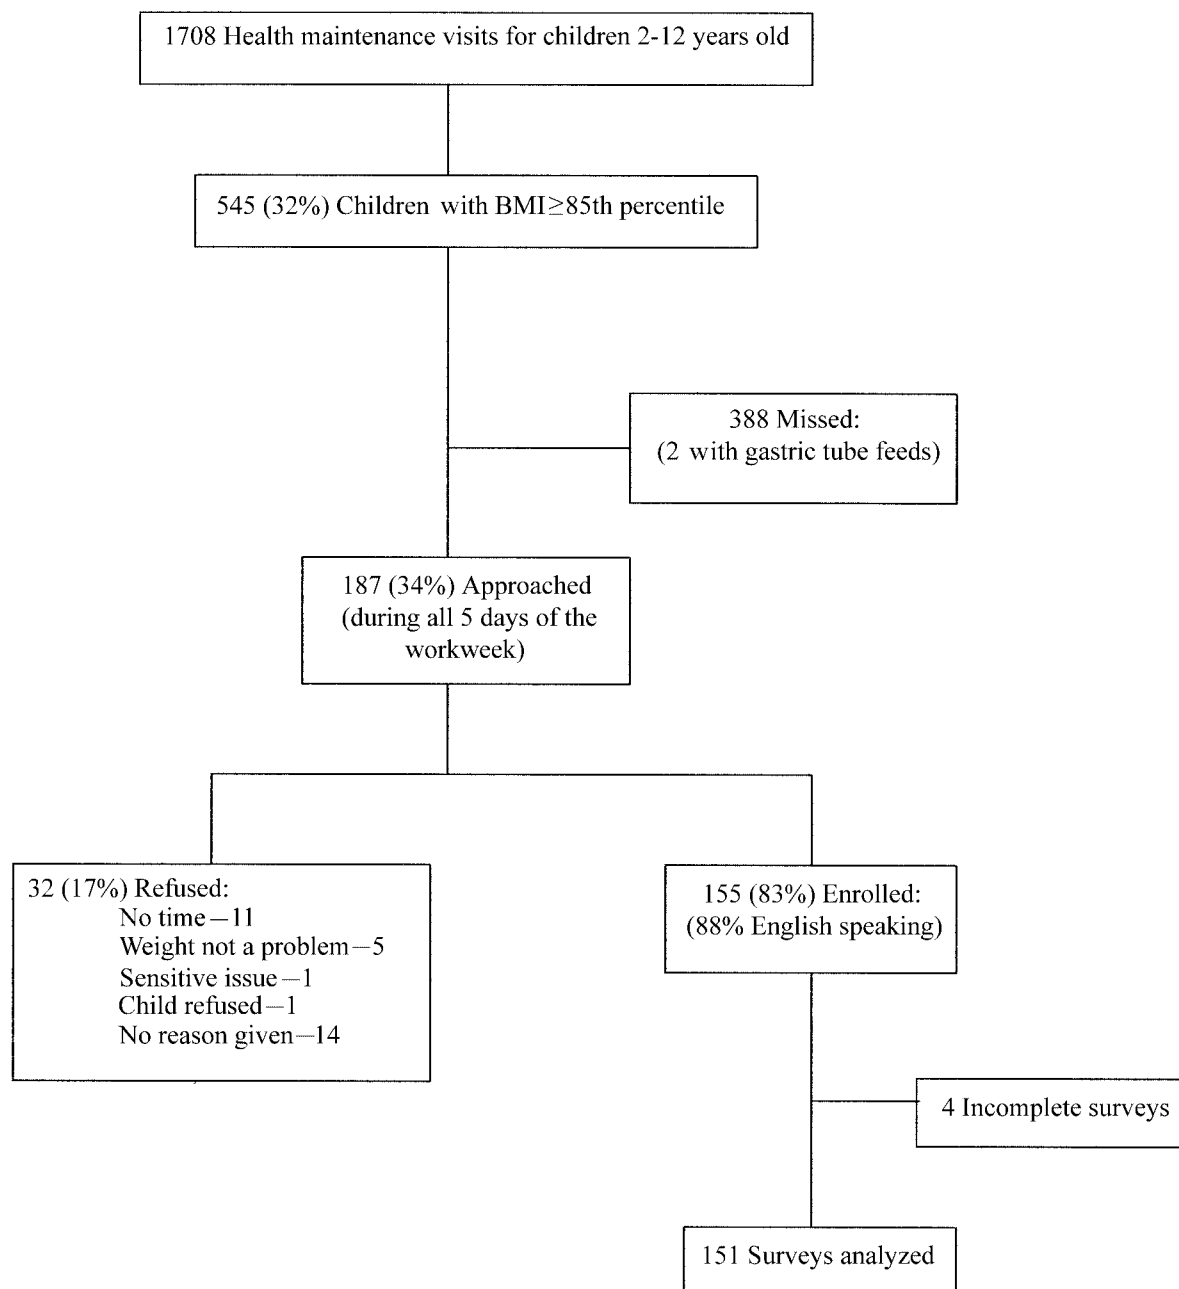 1708 Health maintenance visits for children 2-12 years old
545 (32%) Children with BMI≥85th percentile
388 Missed:
(2 with gastric tube feeds)
187 (34%) Approached
(during all 5 days of the
workweek)
32 (17%) Refused:
No time—11
Weight not a problem—5
Sensitive issue—1
Child refused—1
No reason given—14
155 (83%) Enrolled:
(88% English speaking)
4 Incomplete surveys
151 Surveys analyzed